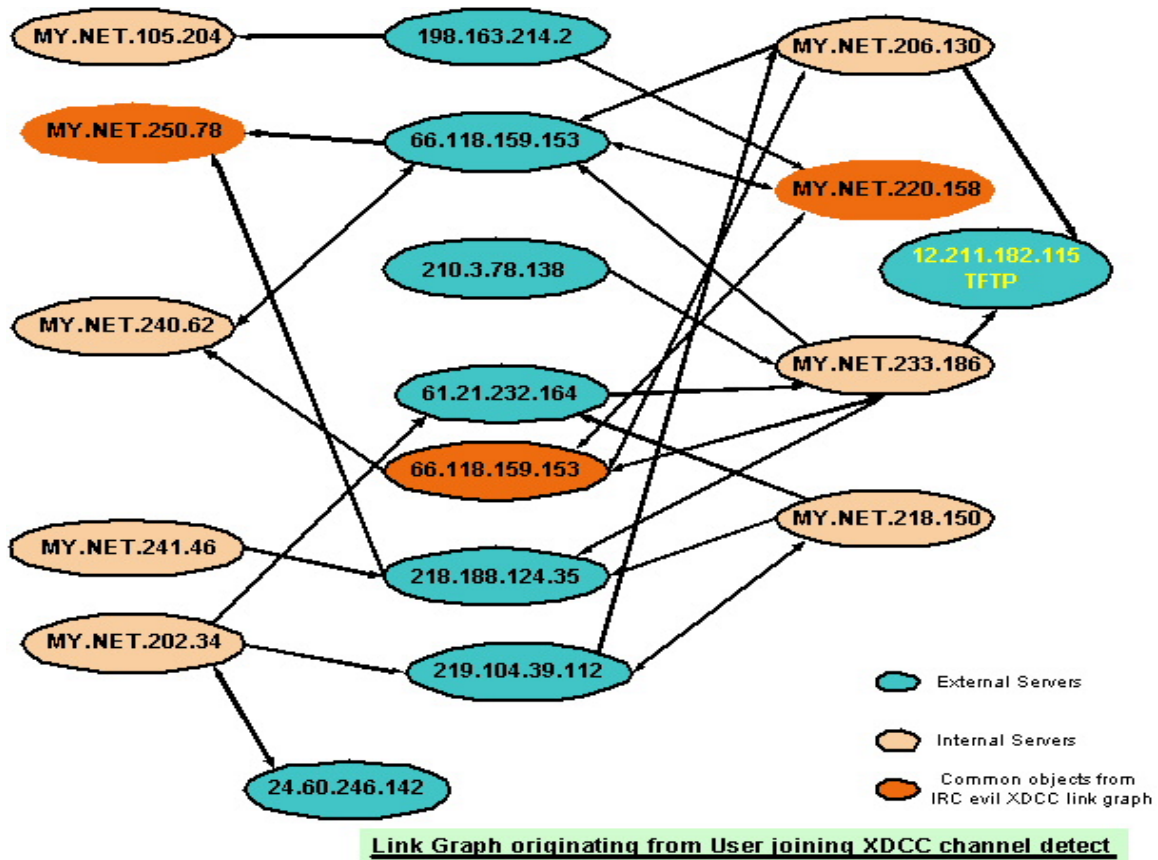 MY.NET.105.204
198.163.214.2
MY.NET.206.130
MY.NET.250.78
66.118.159.153
MY.NET.220.158
210.3.78.138
12.211.182.115
TFTP
MY.NET.240.62
MY.NET.233.186
61.21.232.164
66.118.159.153
MY.NET.218.150
MY.NET.241.46
218.188.124.35
MY.NET.202.34
219.104.39.112
24.60.246.142
External Servers
Internal Servers
Common objects from
IRC evil XDCC link graph
Link Graph originating from User joining XDCC channel detect